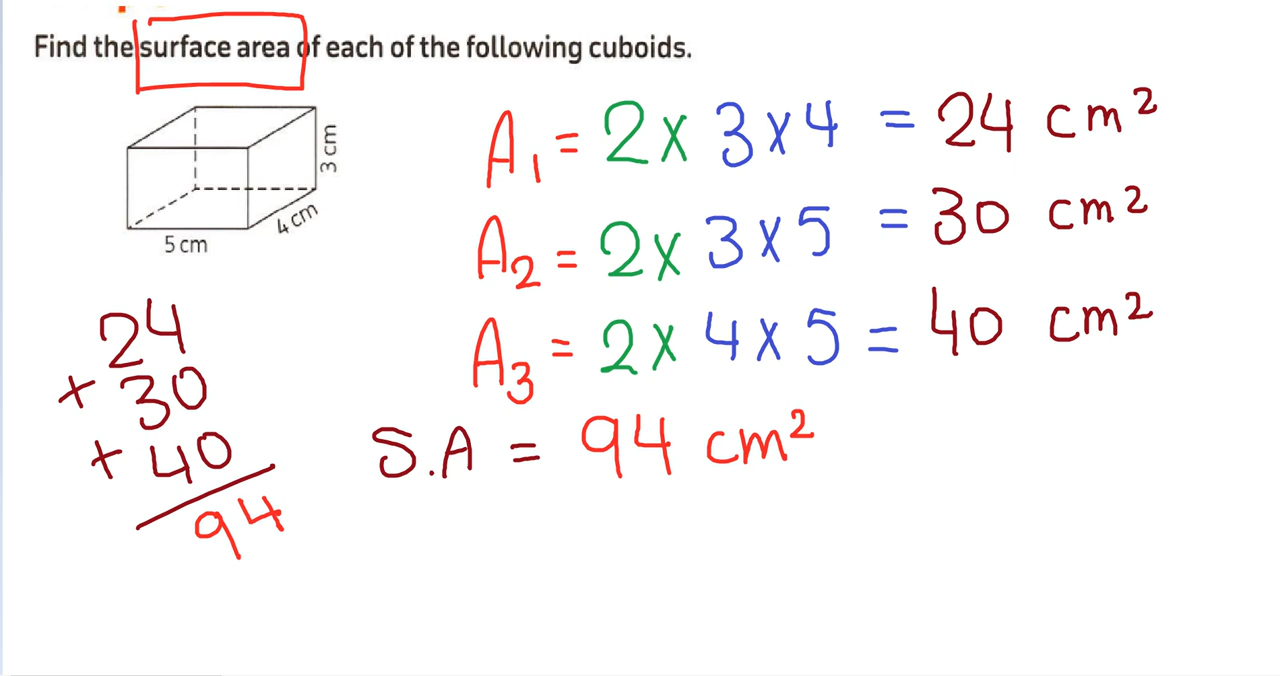 Find the surface area of each of the following cuboids.
3 cm
4 cm
5 cm
A₁ = 2 x 3 x 4 = 24 cm²
A₂ = 2 x 3 x 5 = 30 cm²
A₃ = 2 x 4 x 5 = 40 cm²
S.A = 94 cm²
24
+ 30
+ 40
94